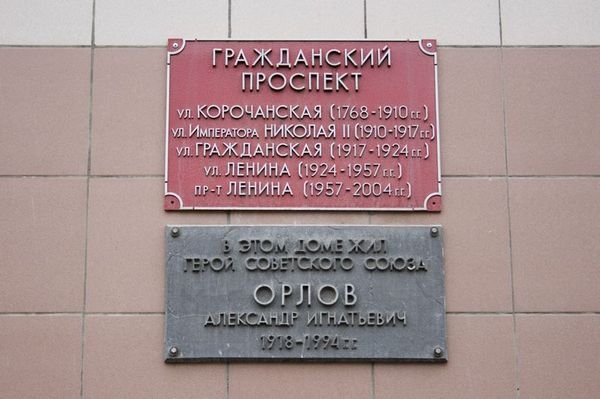 ГРАЖДАНСКИЙ
ПРОСПЕКТ
УЛ. КОРОЧАНСКАЯ (1768-1910 Г.Г.)
УЛ. ИМПЕРАТОРА НИКОЛАЯ II (1910-1917 Г.Г.)
УЛ. ГРАЖДАНСКАЯ (1917-1924 Г.Г.)
УЛ. ЛЕНИНА (1924-1957 Г.Г.)
ПР-Т ЛЕНИНА (1957-2004 Г.Г.)
В ЭТОМ ДОМЕ ЖИЛ
ГЕРОЙ СОВЕТСКОГО СОЮЗА
ОРЛОВ
АЛЕКСАНДР ИГНАТЬЕВИЧ
1918-1994 Г.Г.